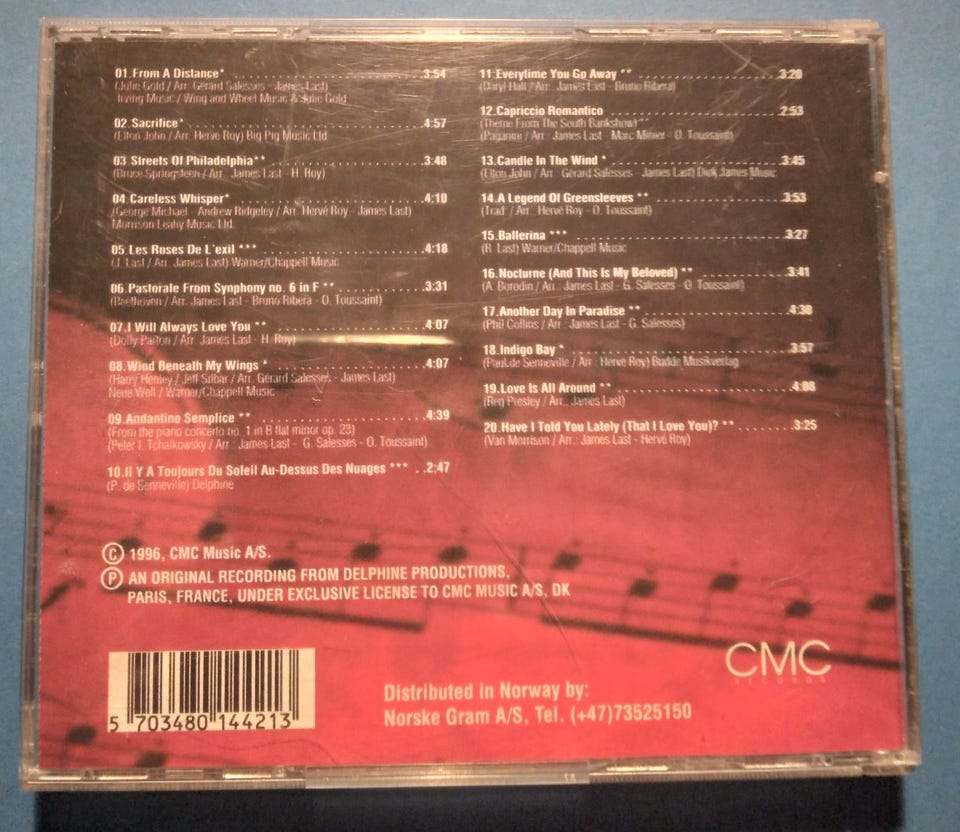 01.From A Distance* 3:54
(Julie Gold / Arr. Gérard Salesses - James Last)
Irving Music / Wing and Wheel Music & Julie Gold
02.Sacrifice* 4:57
(Elton John / Arr. Hervé Roy) Big Pig Music Ltd.
03.Streets Of Philadelphia** 3:48
(Bruce Springsteen / Arr. James Last - H. Roy)
04.Careless Whisper* 4:10
(George Michael - Andrew Ridgeley / Arr. Hervé Roy - James Last)
Morrison Leahy Music Ltd.
05.Les Roses De L'exil *** 4:18
(J. Last / Arr. James Last) Warner/Chappell Music
06.Pastorale From Synphony no. 6 in F ** 3:31
(Beethoven / Arr. James Last - Bruno Ribera - O. Toussaint)
07.I Will Always Love You ** 4:07
(Dolly Parton / Arr. James Last - H. Roy)
08.Wind Beneath My Wings * 4:07
(Harry Henley / Jeff Silbar / Arr. Gérard Salesses - James Last)
Neue Welt / Warner/Chappell Music
09.Andantino Semplice ** 4:39
(From the piano concerto no. 1 in B flat minor op. 23)
(Peter I. Tchaikowsky / Arr. James Last - G. Salesses - O. Toussaint)
10.Il Y A Toujours Du Soleil Au-Dessus Des Nuages *** 2:47
(P. de Senneville) Delphine
11.Everytime You Go Away ** 3:20
(Daryl Hall / Arr. James Last - Bruno Ribera)
12.Capriccio Romantico 2:53
(Theme From The South Bankshow)
(Paganini / Arr. James Last - Marc Minier - O. Toussaint)
13.Candle In The Wind * 3:45
(Elton John / Arr. Gérard Salesses - James Last) Dick James Music
14.A Legend Of Greensleeves ** 3:53
(Trad' / Arr. Hervé Roy - O. Toussaint)
15.Ballerina *** 3:27
(R. Last) Warner/Chappell Music
16.Nocturne (And This Is My Beloved) ** 3:41
(A. Borodin / Arr. James Last - G. Salesses - O. Toussaint)
17.Another Day In Paradise ** 4:30
(Phil Collins / Arr. James Last - G. Salesses)
18.Indigo Bay * 3:57
(Paul de Senneville / Arr. Hervé Roy) Budde Musikverlag
19.Love Is All Around ** 4:08
(Reg Presley / Arr. James Last)
20.Have I Told You Lately (That I Love You)? ** 3:25
(Van Morrison / Arr. James Last - Hervé Roy)
© 1996, CMC Music A/S.
℗ AN ORIGINAL RECORDING FROM DELPHINE PRODUCTIONS,
PARIS, FRANCE, UNDER EXCLUSIVE LICENSE TO CMC MUSIC A/S, DK
CMC
RECORDS
5 703480 144213
Distributed in Norway by:
Norske Gram A/S, Tel. (+47)73525150